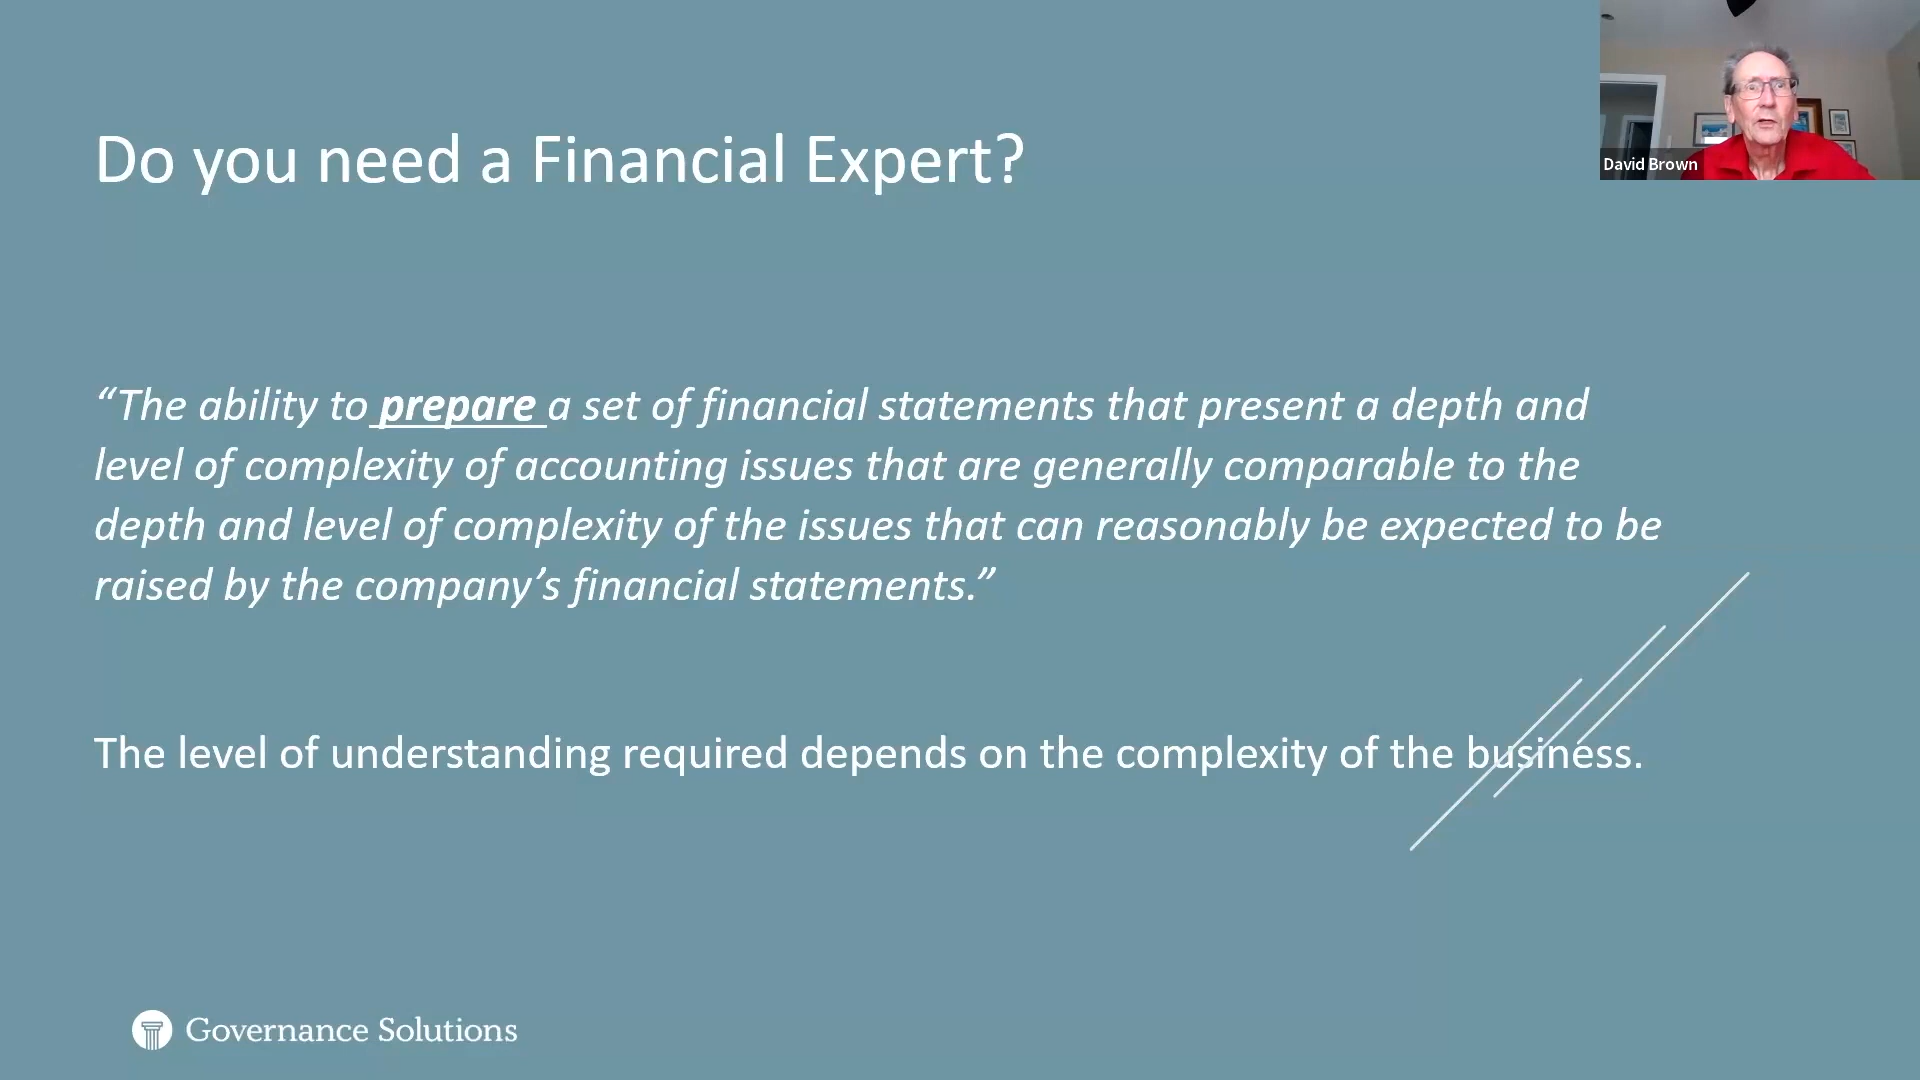 Do you need a Financial Expert?
David Brown
“The ability to prepare a set of financial statements that present a depth and
level of complexity of accounting issues that are generally comparable to the
depth and level of complexity of the issues that can reasonably be expected to be
raised by the company’s financial statements.”
The level of understanding required depends on the complexity of the business.
Governance Solutions